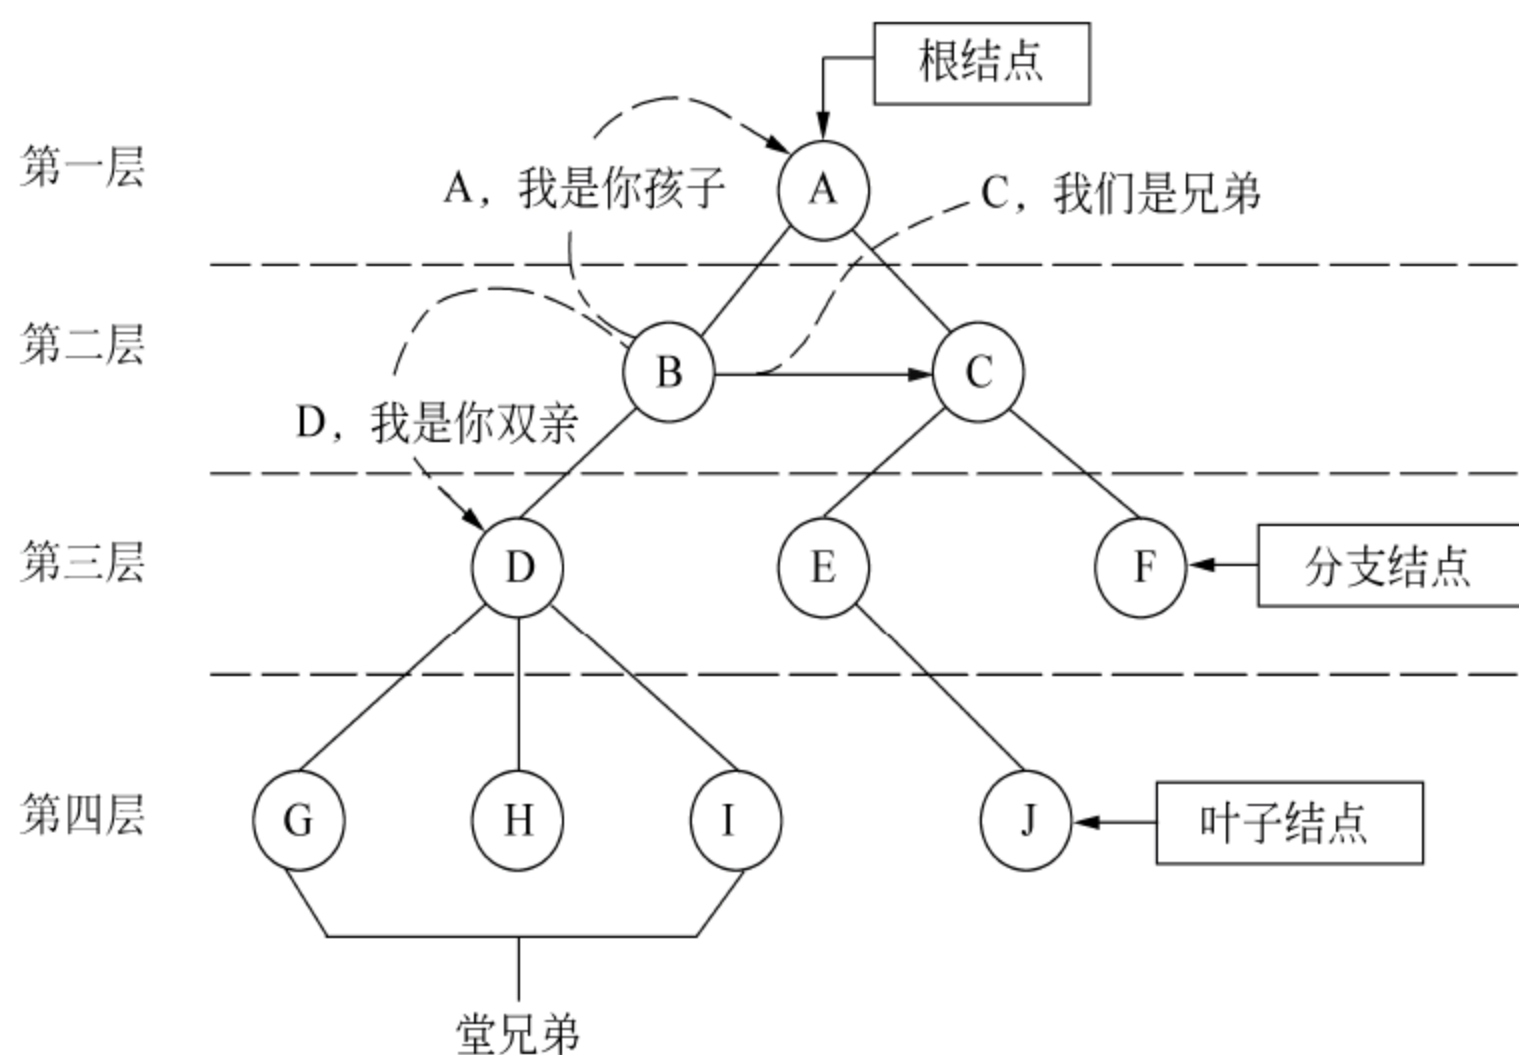 根结点
第一层
A，我是你孩子
A
C，我们是兄弟
第二层
B
C
D，我是你双亲
第三层
D
E
F
分支结点
第四层
G
H
I
J
叶子结点
堂兄弟